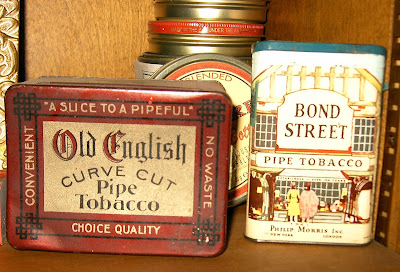 "A SLICE TO A PIPEFUL"
CONVENIENT
Old English
CURVE CUT
Pipe
Tobacco
NO WASTE
CHOICE QUALITY
BOND
STREET
PIPE TOBACCO
PHILIP MORRIS INC.
NEW YORK LONDON